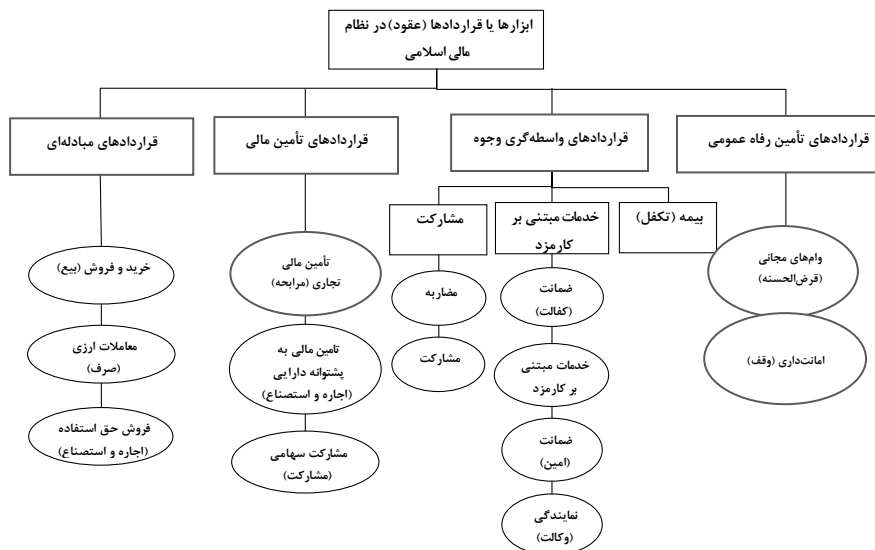 ابزارها یا قراردادها (عقود) در نظام
مالی اسلامی
قراردادهای تأمین رفاه عمومی
قراردادهای واسطه‌گری وجوه
قراردادهای تأمین مالی
قراردادهای مبادله‌ای
وام‌های مجانی
(قرض‌الحسنه)
امانت‌داری (وقف)
بیمه (تکفل)
خدمات مبتنی بر
کارمزد
ضمانت
(کفالت)
خدمات مبتنی
بر کارمزد
ضمانت
(امین)
نمایندگی
(وکالت)
مشارکت
مضاربه
مشارکت
تأمین مالی
تجاری (مرابحه)
تامین مالی به
پشتوانه دارایی
(اجاره و استصناع)
مشارکت سهامی
(مشارکت)
خرید و فروش (بیع)
معاملات ارزی
(صرف)
فروش حق استفاده
(اجاره و استصناع)